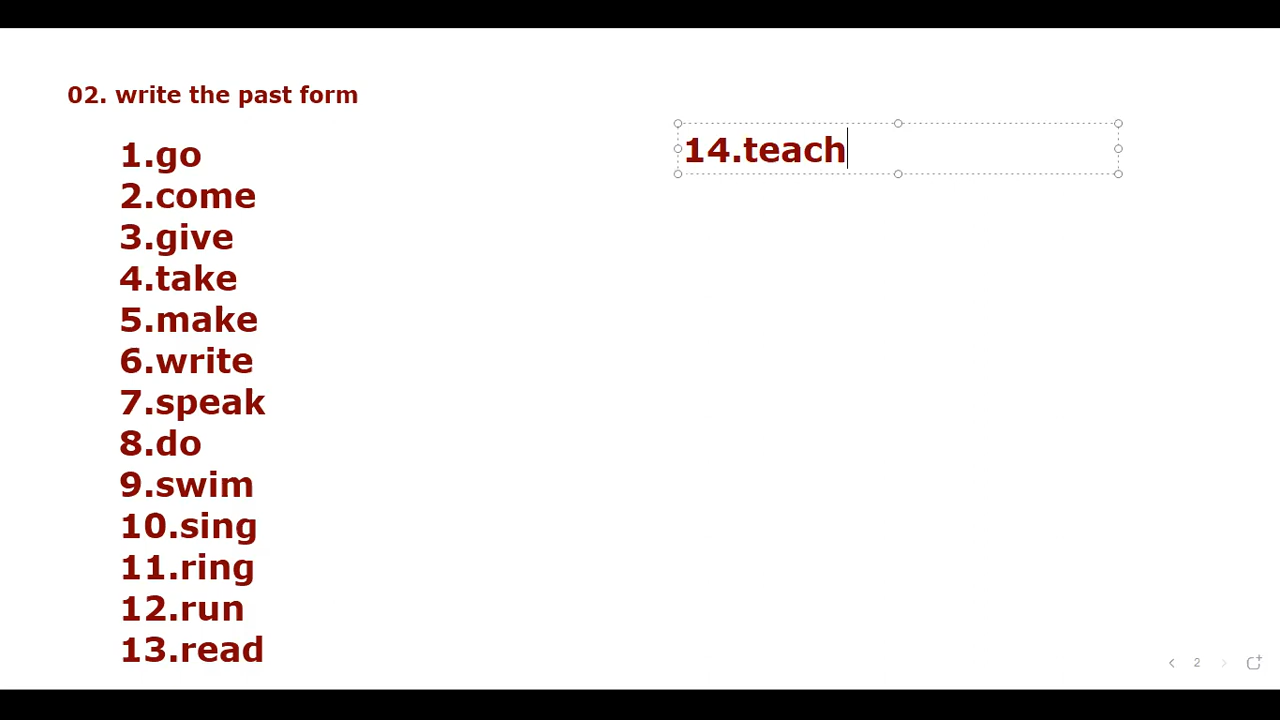 02. write the past form
1.go
2.come
3.give
4.take
5.make
6.write
7.speak
8.do
9.swim
10.sing
11.ring
12.run
13.read
14.teach
2